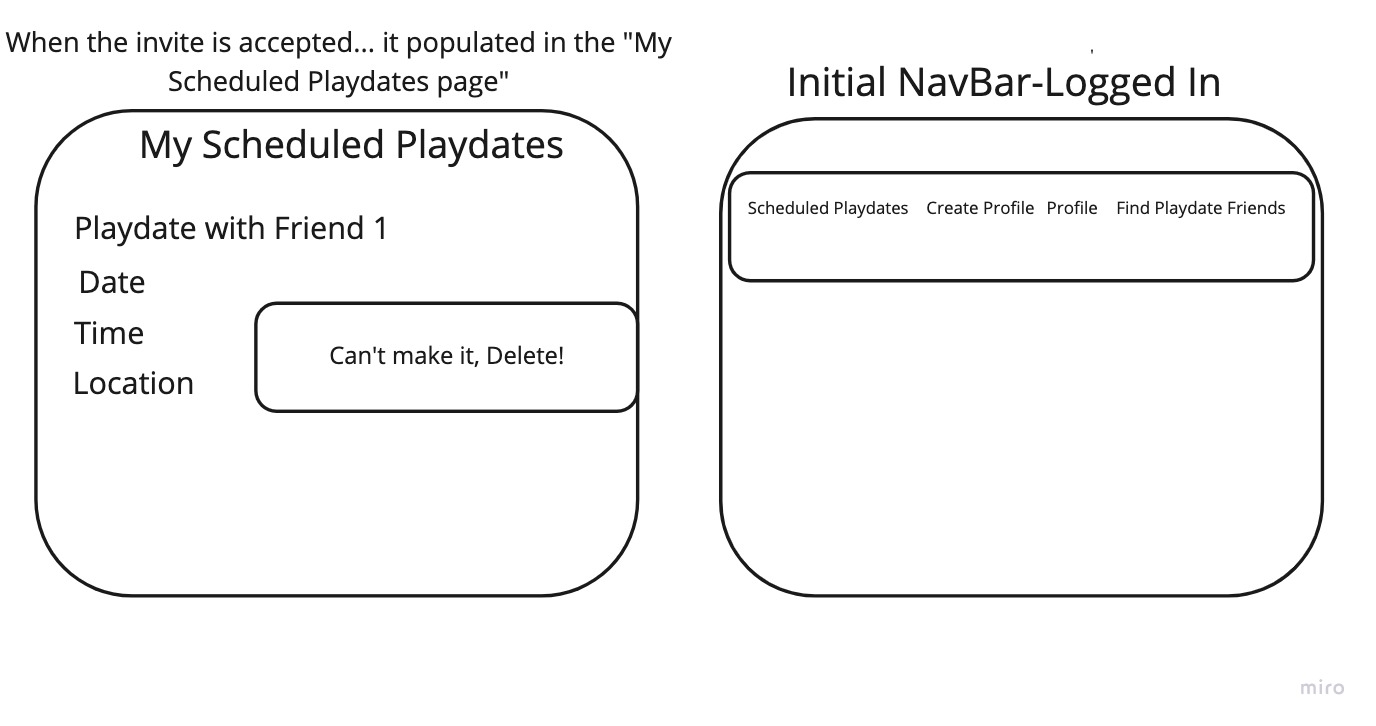 When the invite is accepted... it populated in the "My
Scheduled Playdates page"
My Scheduled Playdates
Playdate with Friend 1
Date
Time
Location
Can't make it, Delete!
'
Initial NavBar-Logged In
Scheduled Playdates Create Profile Profile Find Playdate Friends
miro